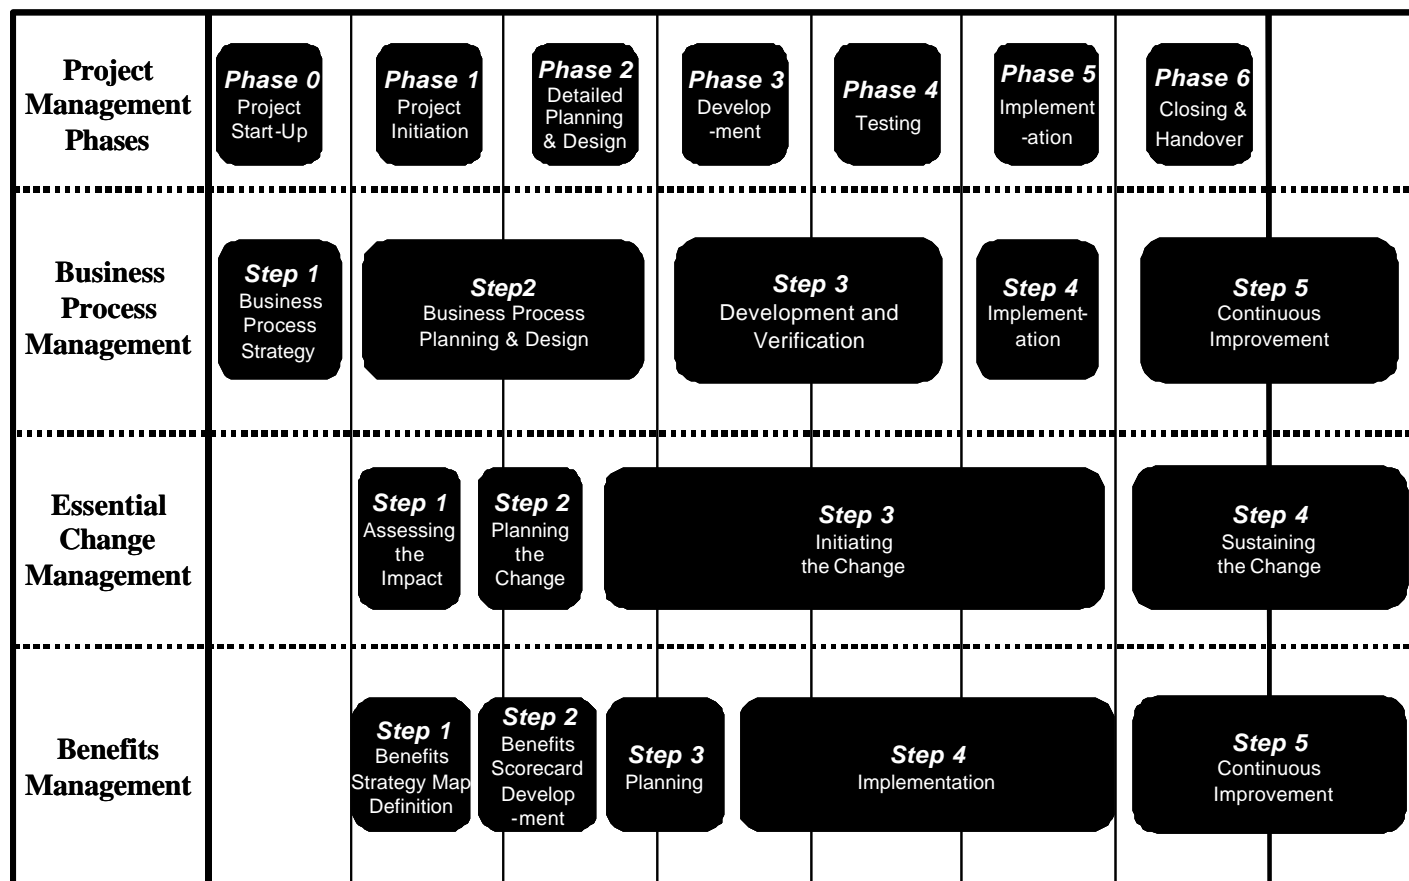 Project
Management
Phases
Phase 0
Project
Start-Up
Phase 1
Project
Initiation
Phase 2
Detailed
Planning
& Design
Phase 3
Develop
-ment
Phase 4
Testing
Phase 5
Implement
-ation
Phase 6
Closing &
Handover
Business
Process
Management
Step 1
Business
Process
Strategy
Step2
Business Process
Planning & Design
Step 3
Development and
Verification
Step 4
Implement-
ation
Step 5
Continuous
Improvement
Essential
Change
Management
Step 1
Assessing
the
Impact
Step 2
Planning
the
Change
Step 3
Initiating
the Change
Step 4
Sustaining
the Change
Benefits
Management
Step 1
Benefits
Strategy Map
Definition
Step 2
Benefits
Scorecard
Develop
-ment
Step 3
Planning
Step 4
Implementation
Step 5
Continuous
Improvement